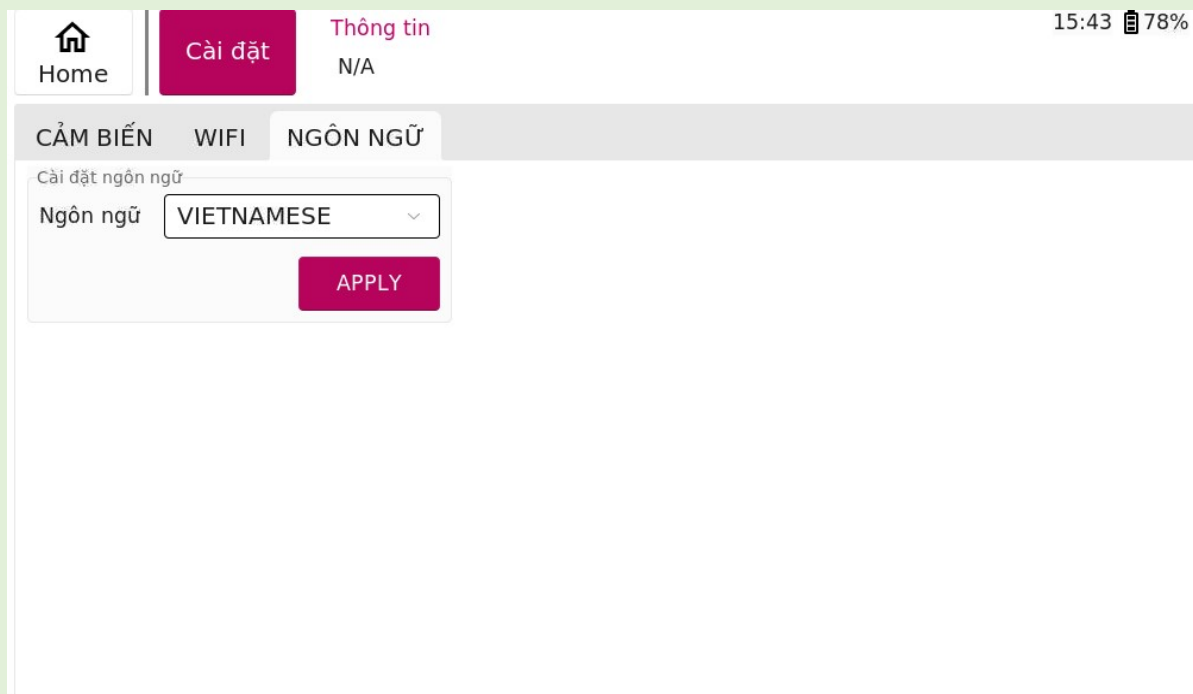 Home
Cài đặt
Thông tin
N/A
15:43 78%
CẢM BIẾN WIFI NGÔN NGỮ
Cài đặt ngôn ngữ
Ngôn ngữ VIETNAMESE
APPLY